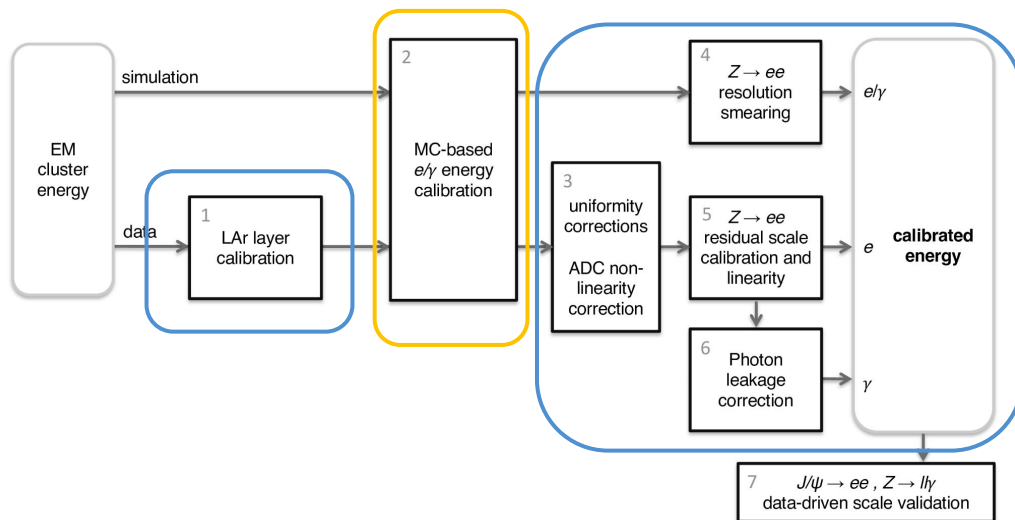 EM
cluster
energy
simulation
data
1
LAr layer
calibration
2
MC-based
e/γ energy
calibration
3
uniformity
corrections
ADC non-
linearity
correction
4
Z → ee
resolution
smearing
5
Z → ee
residual scale
calibration and
linearity
6
Photon
leakage
correction
e/γ
e
γ
calibrated
energy
7
J/ψ → ee , Z → llγ
data-driven scale validation